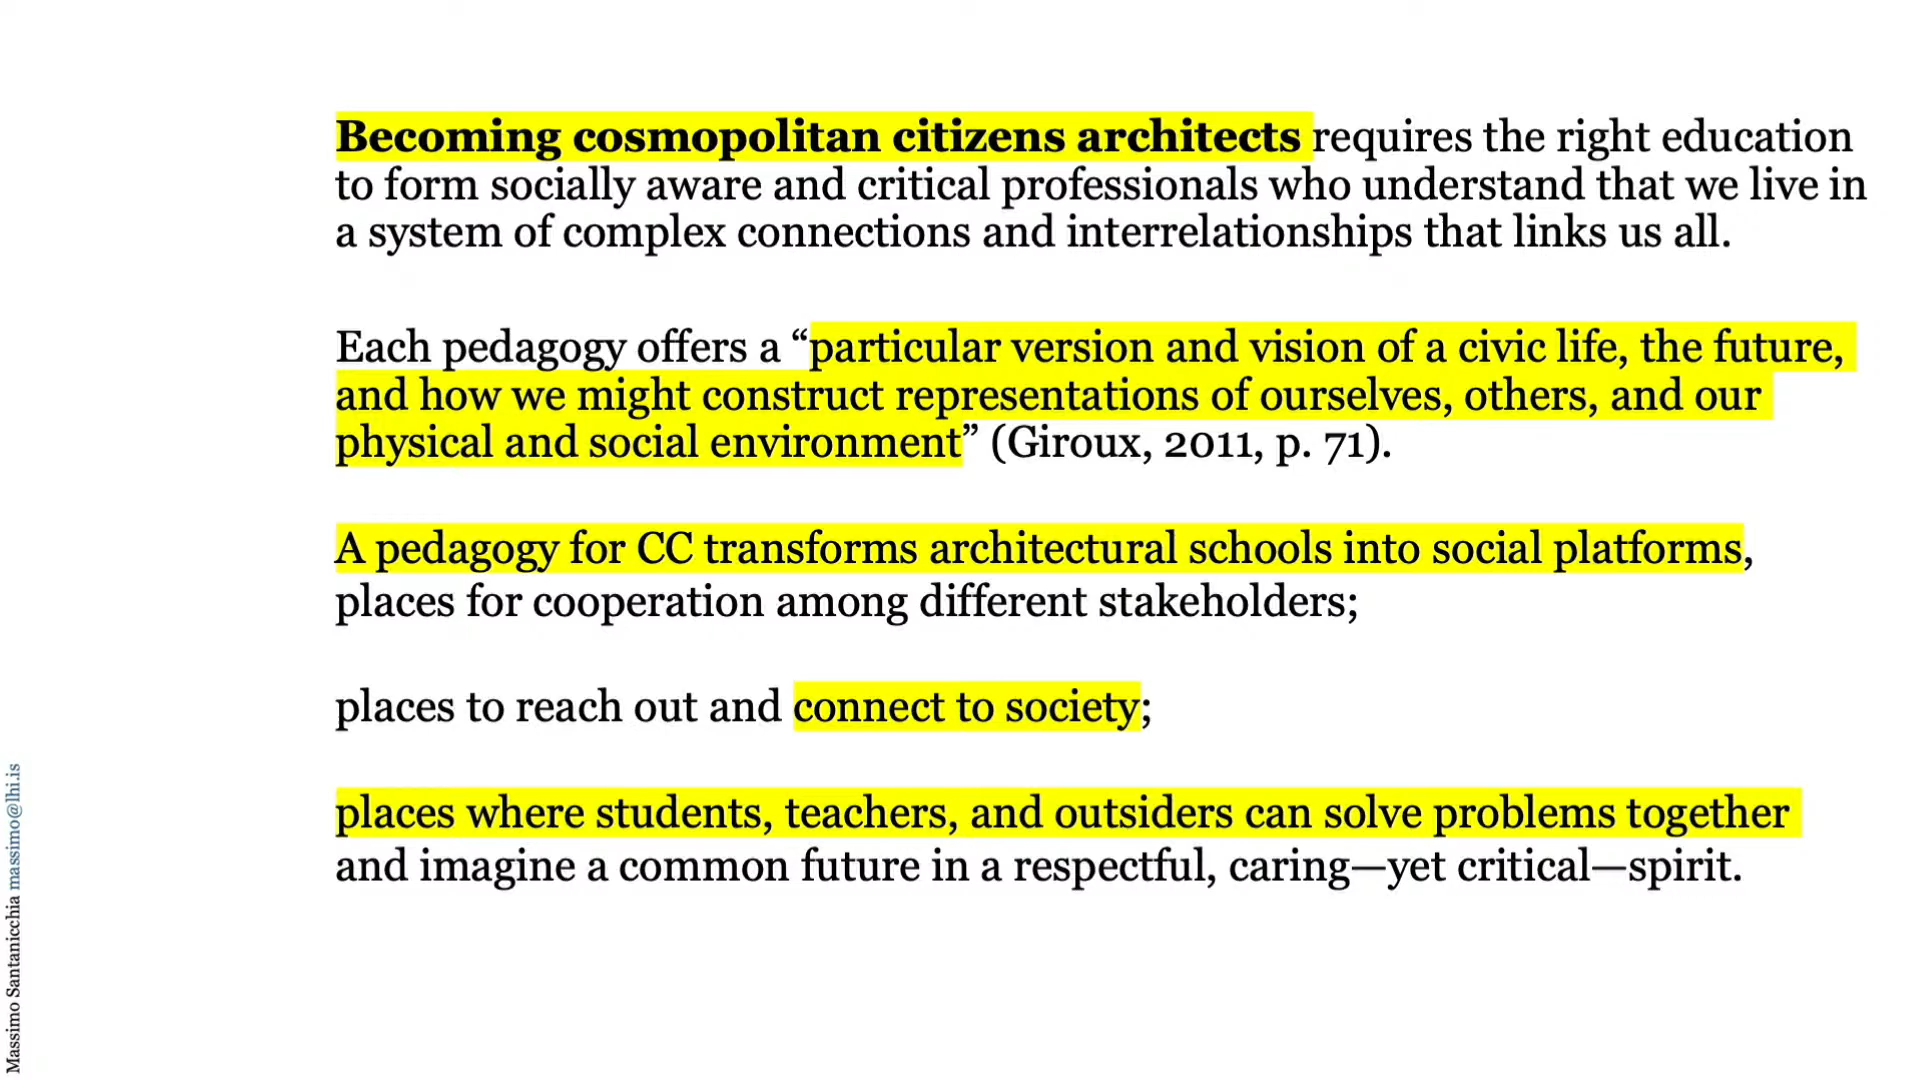 Becoming cosmopolitan citizens architects requires the right education
to form socially aware and critical professionals who understand that we live in
a system of complex connections and interrelationships that links us all.
Each pedagogy offers a “particular version and vision of a civic life, the future,
and how we might construct representations of ourselves, others, and our
physical and social environment” (Giroux, 2011, p. 71).
A pedagogy for CC transforms architectural schools into social platforms,
places for cooperation among different stakeholders;
places to reach out and connect to society;
places where students, teachers, and outsiders can solve problems together
and imagine a common future in a respectful, caring—yet critical—spirit.
Massimo Santanicchia massimo@lhi.is